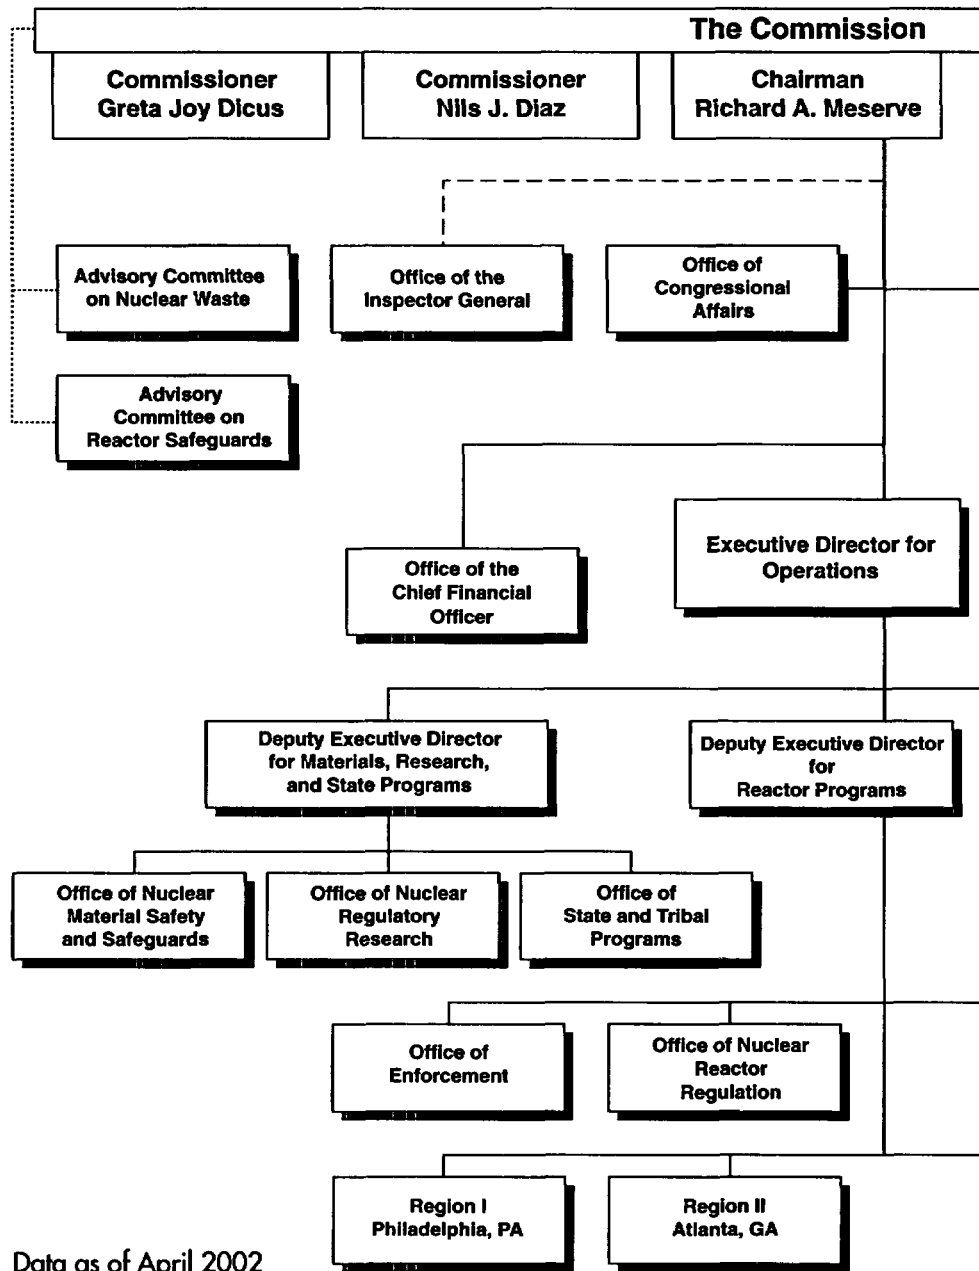 The Commission
Commissioner
Greta Joy Dicus
Commissioner
Nils J. Diaz
Chairman
Richard A. Meserve
Advisory Committee
on Nuclear Waste
Office of the
Inspector General
Office of
Congressional
Affairs
Advisory
Committee on
Reactor Safeguards
Office of the
Chief Financial
Officer
Executive Director for
Operations
Deputy Executive Director
for Materials, Research,
and State Programs
Deputy Executive Director
for
Reactor Programs
Office of Nuclear
Material Safety
and Safeguards
Office of Nuclear
Regulatory
Research
Office of
State and Tribal
Programs
Office of
Enforcement
Office of Nuclear
Reactor
Regulation
Region I
Philadelphia, PA
Region II
Atlanta, GA
Data as of April 2002